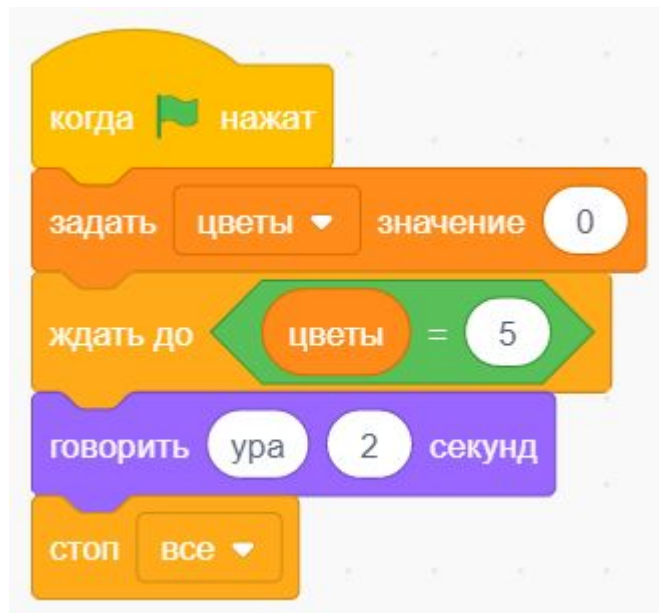 когда нажат
задать цветы значение 0
ждать до цветы = 5
говорить ура 2 секунд
стоп все